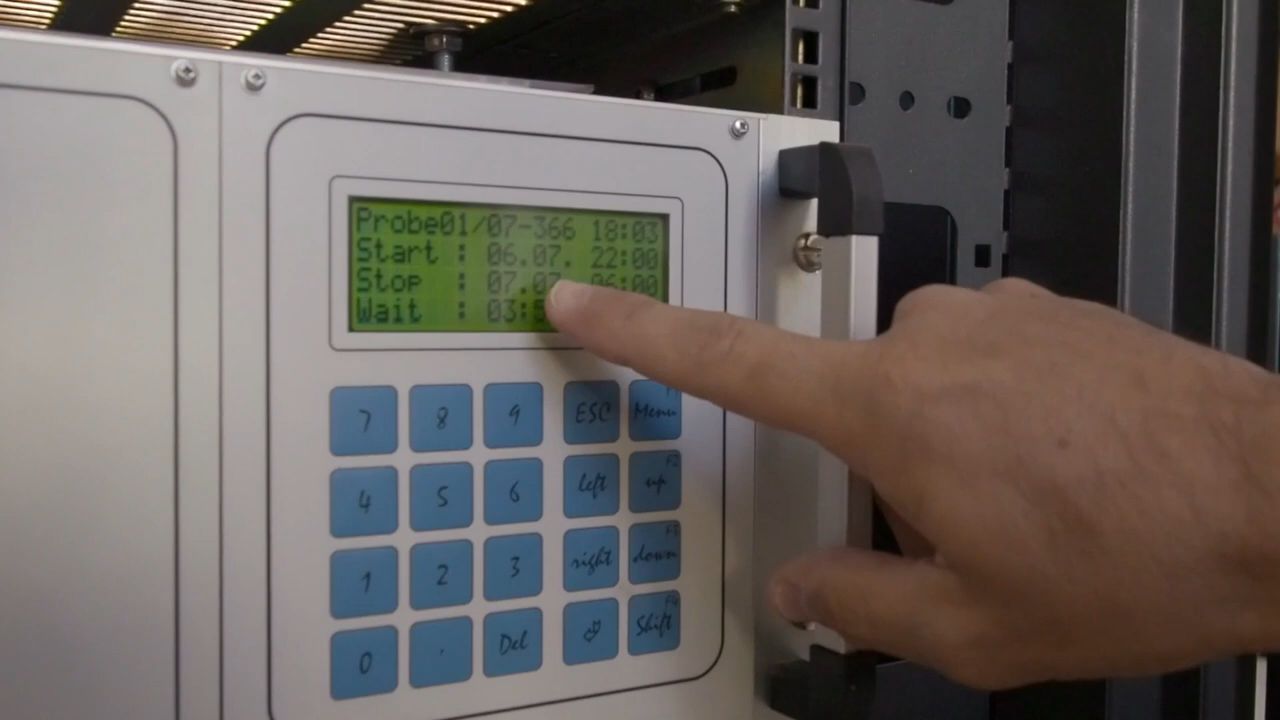 Probe01/07-366 18:03
Start : 06.07. 22:00
Stop : 07.07 06:00
Wait : 03:5
7 8 9 ESC Menu
4 5 6 left F2 up
1 2 3 right down
0 . Del Shift